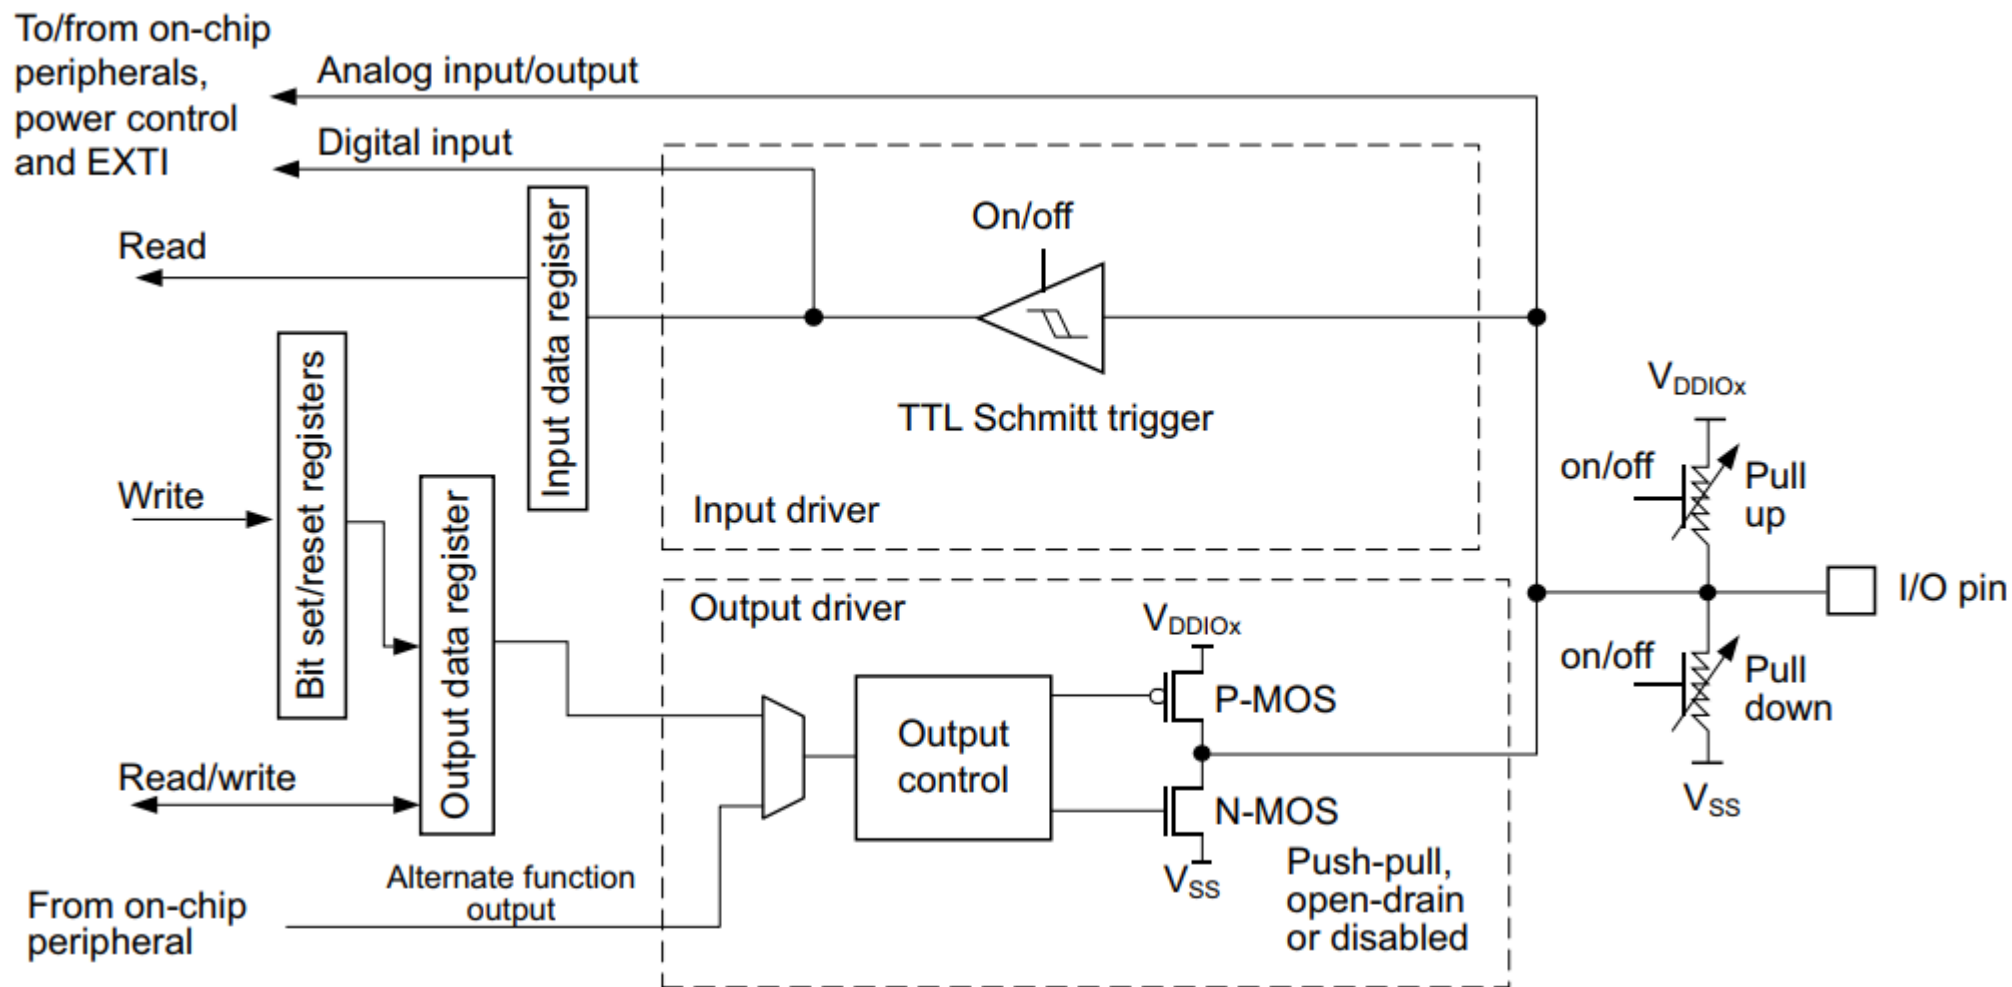 To/from on-chip
peripherals,
power control
and EXTI
Analog input/output
Digital input
On/off
Read
Input data register
TTL Schmitt trigger
Input driver
Bit set/reset registers
Write
Output data register
Read/write
Output driver
VDDIOx
P-MOS
Output
control
N-MOS
VSS
Push-pull,
open-drain
or disabled
Alternate function
output
From on-chip
peripheral
VDDIOx
on/off
Pull
up
I/O pin
on/off
Pull
down
VSS